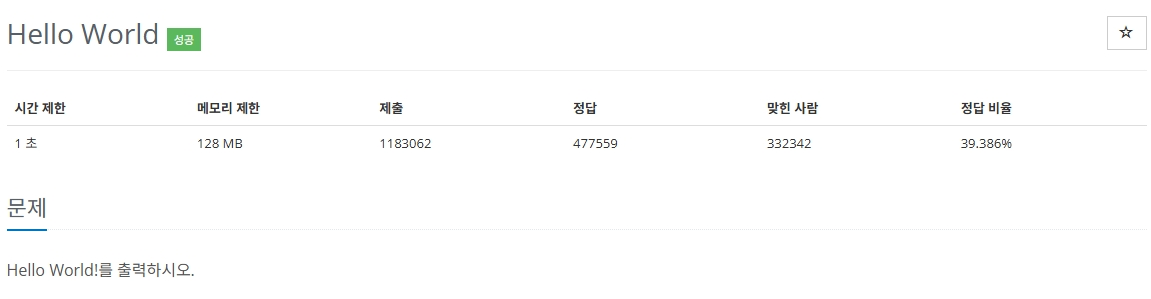 Hello World 성공
☆
시간 제한 메모리 제한 제출 정답 맞힌 사람 정답 비율
1 초 128 MB 1183062 477559 332342 39.386%
문제
Hello World!를 출력하시오.